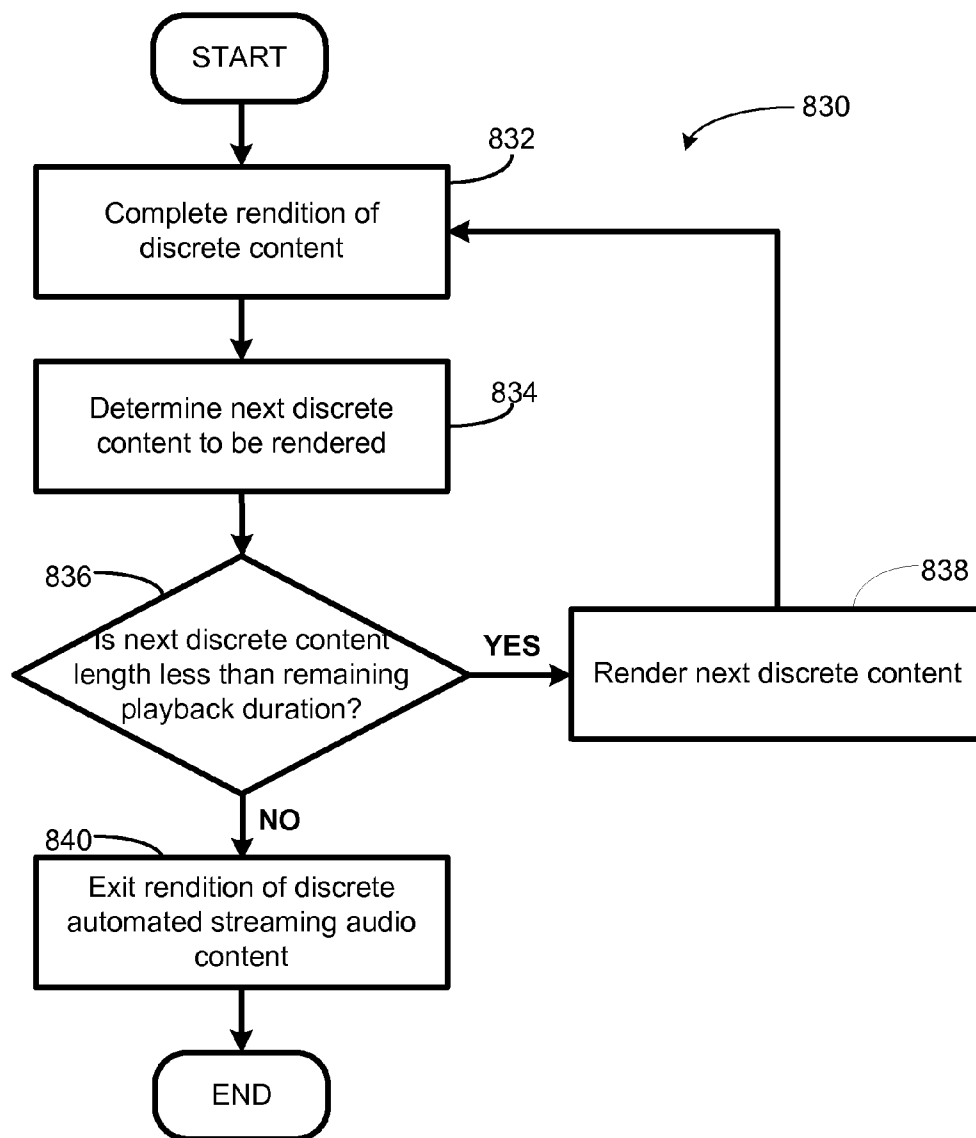 START
830
832
Complete rendition of
discrete content
834
Determine next discrete
content to be rendered
836
Is next discrete content
length less than remaining
playback duration?
YES
838
Render next discrete content
NO
840
Exit rendition of discrete
automated streaming audio
content
END